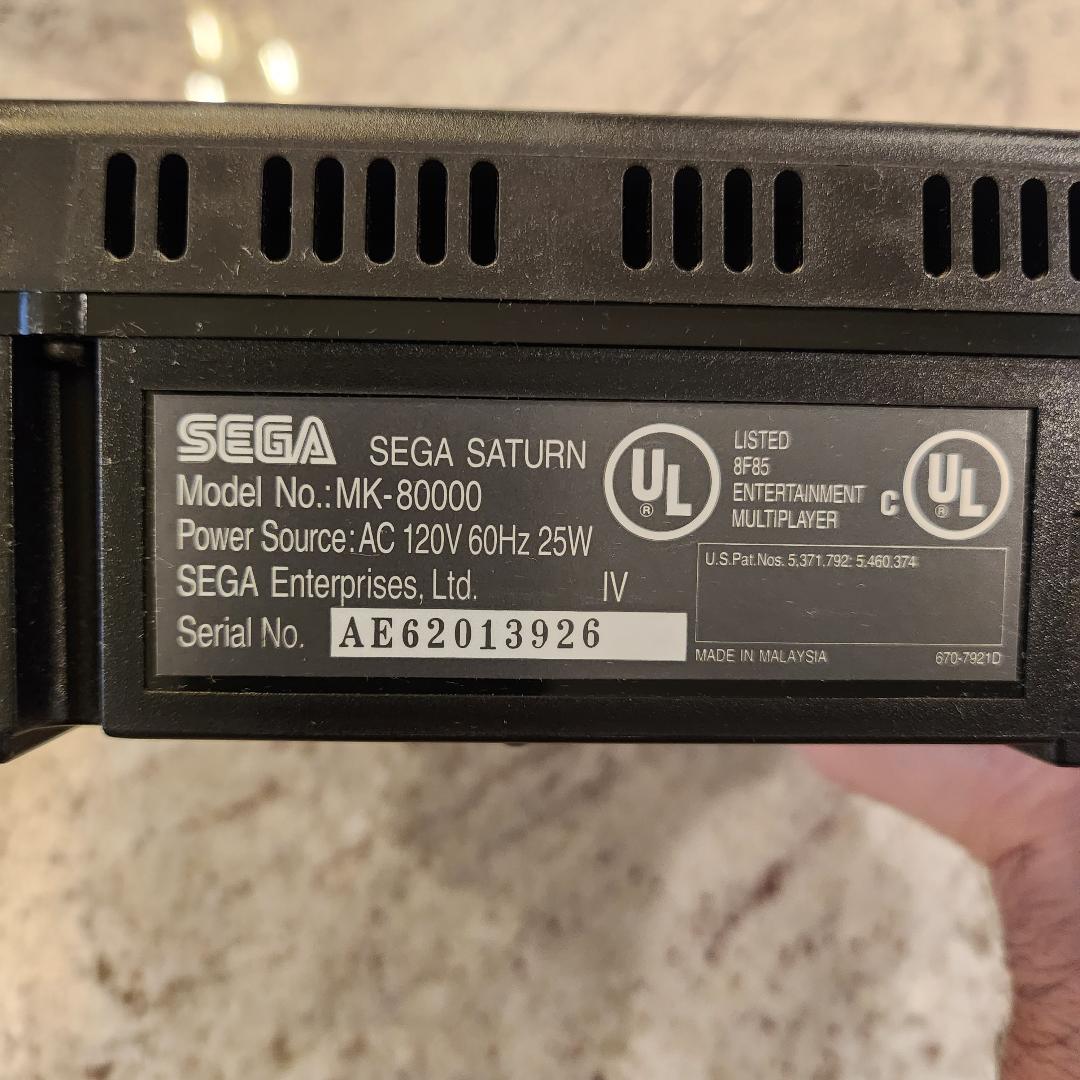 SEGA SEGA SATURN
Model No.:MK-80000
Power Source:AC 120V 60Hz 25W
SEGA Enterprises, Ltd. IV
Serial No. AE62013926
UL ®
LISTED
8F85
ENTERTAINMENT
MULTIPLAYER
C UL ®
U.S.Pat.Nos. 5,371,792: 5,460,374
MADE IN MALAYSIA 670-7921D